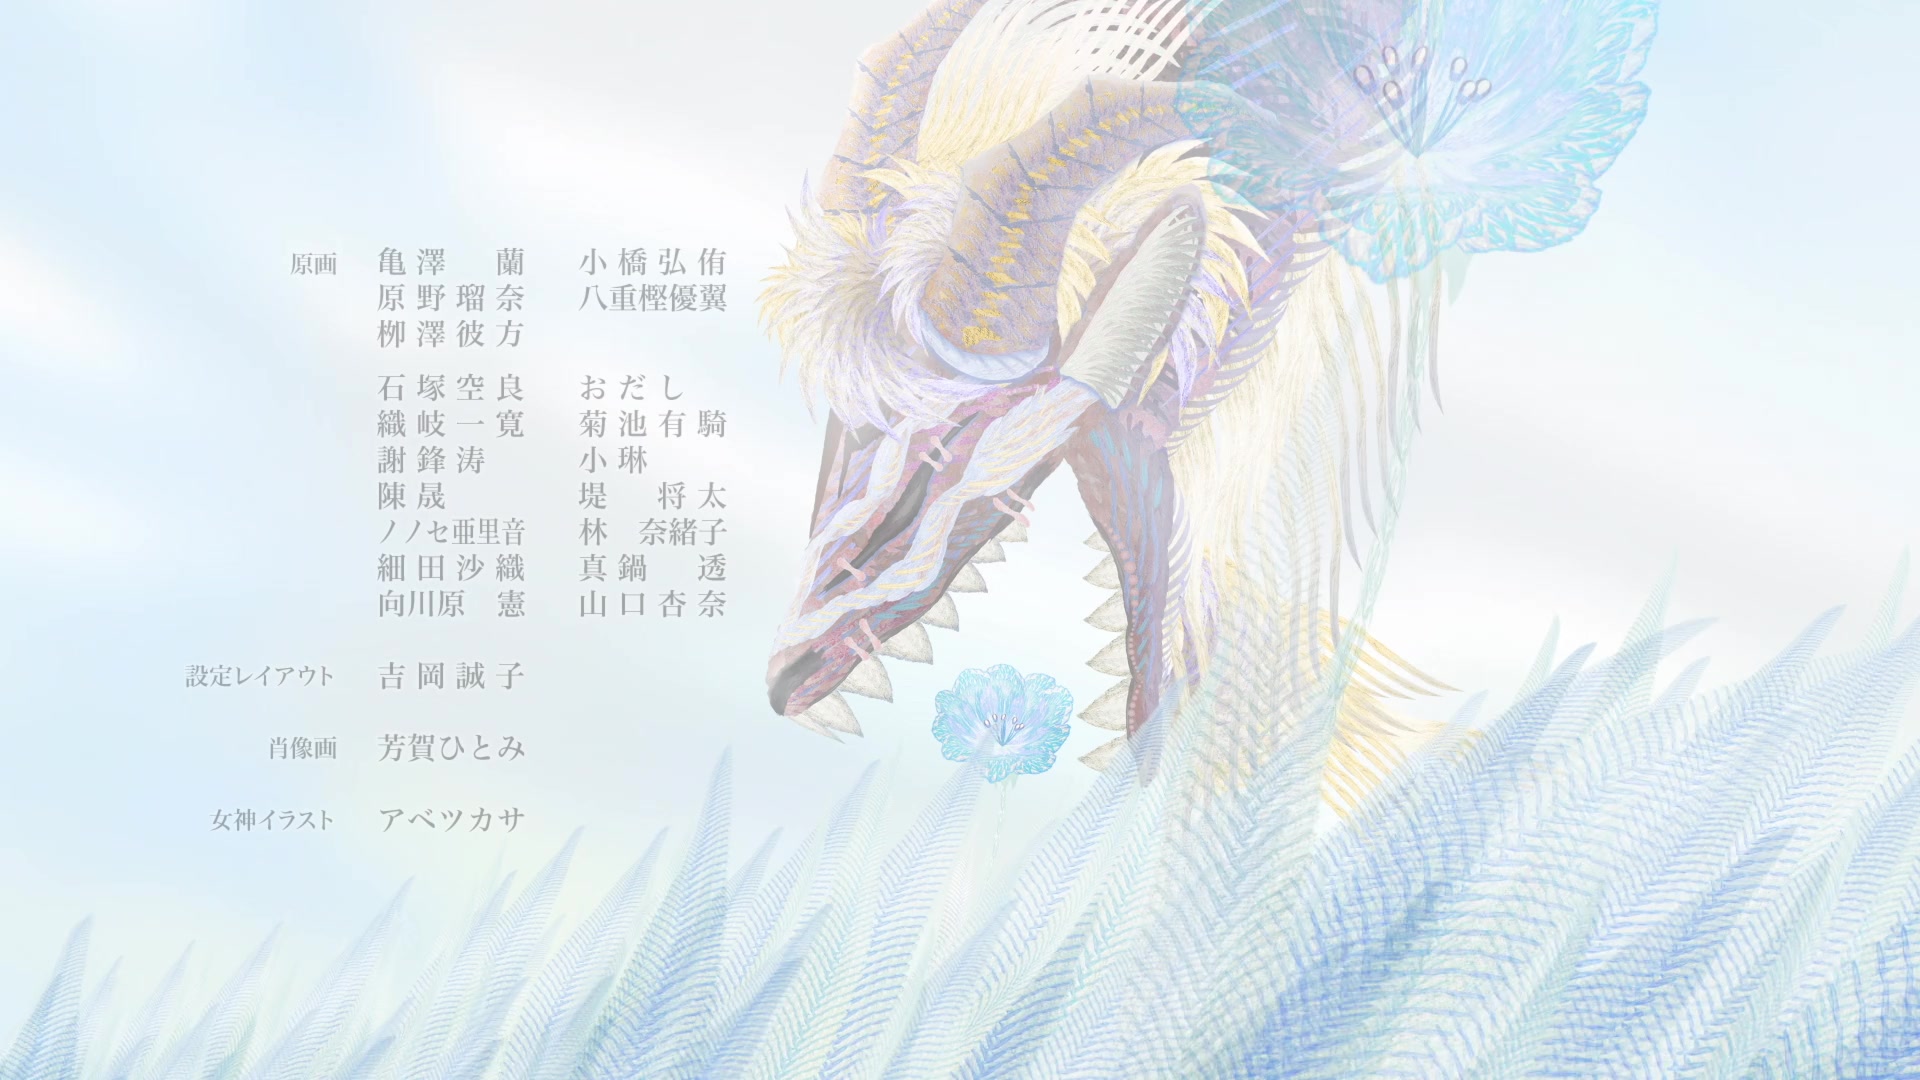 原画 亀澤 蘭 小橋弘侑
原野瑠奈 八重樫優翼
栁澤彼方
石塚空良 おだし
織岐一寛 菊池有騎
謝鋒涛 小琳
陳晟 堤 将太
ノノセ亜里音 林 奈緒子
細田沙織 真鍋 透
向川原 憲 山口杏奈
設定レイアウト 吉岡誠子
肖像画 芳賀ひとみ
女神イラスト アベツカサ